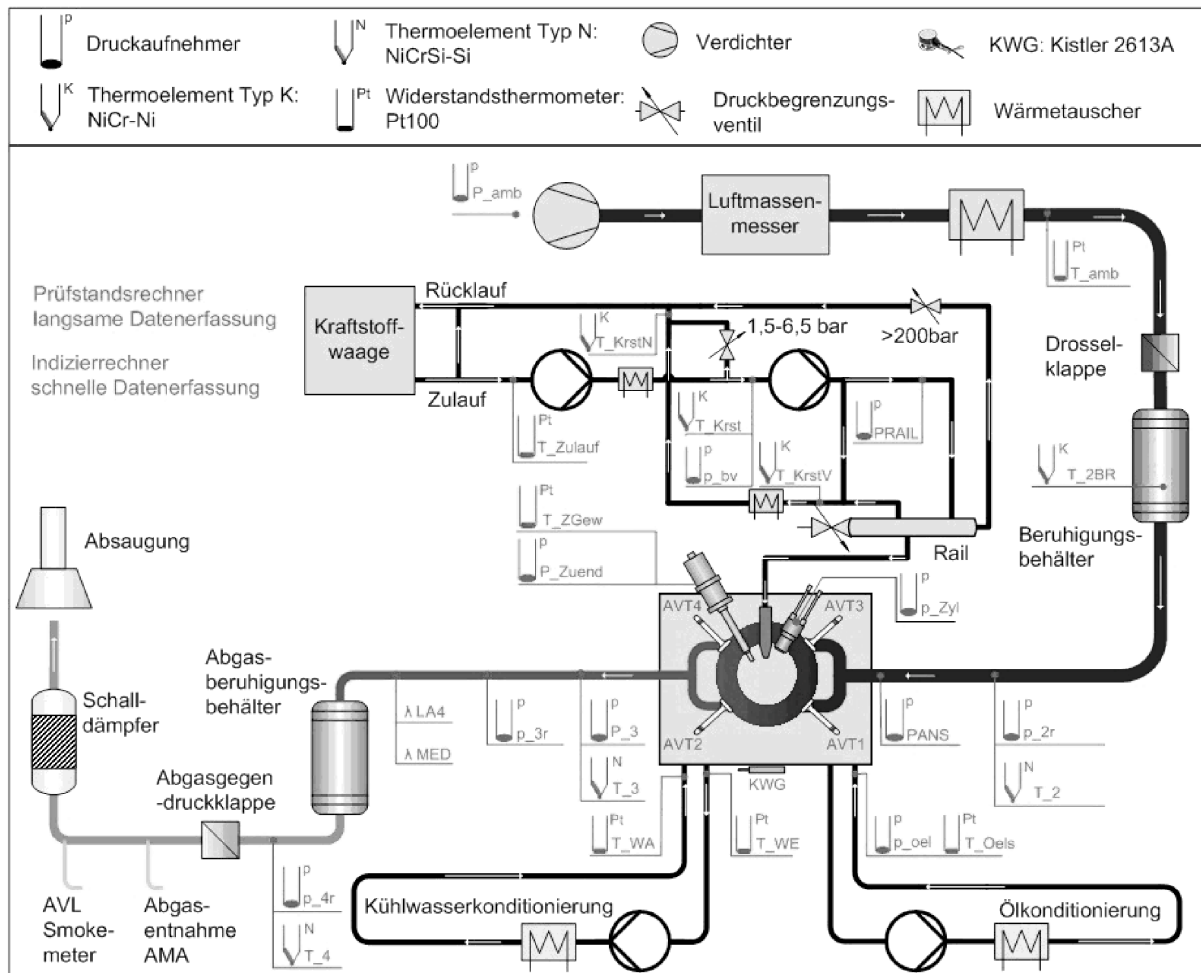 P
Druckaufnehmer
N
Thermoelement Typ N:
NiCrSi-Si
Verdichter
KWG: Kistler 2613A
K
Thermoelement Typ K:
NiCr-Ni
Pt
Widerstandsthermometer:
Pt100
Druckbegrenzungs-
ventil
Wärmetauscher
p
P_amb
Luftmassen-
messer
Pt
T_amb
Prüfstandsrechner
langsame Datenerfassung
Indizierrechner
schnelle Datenerfassung
Kraftstoff-
waage
Rücklauf
Zulauf
K
T_KrstN
1,5-6,5 bar
>200bar
Drossel-
klappe
Pt
T_Zulauf
K
T_Krst
p
p_bv
K
T_KrstV
p
PRAIL
K
T_2BR
Beruhigungs-
behälter
Rail
Pt
T_ZGew
p
P_Zuend
p
p_Zyl
Absaugung
AVT4
AVT3
AVT2
AVT1
KWG
Abgas-
beruhigungs-
behälter
Schall-
dämpfer
λ LA4
λ MED
p
p_3r
p
P_3
N
T_3
p
PANS
p
p_2r
N
T_2
Abgasgegen
-druckklappe
Pt
T_WA
Pt
T_WE
p
p_oel
Pt
T_Oels
p
p_4r
N
T_4
AVL
Smoke-
meter
Abgas-
entnahme
AMA
Kühlwasserkonditionierung
Ölkonditionierung